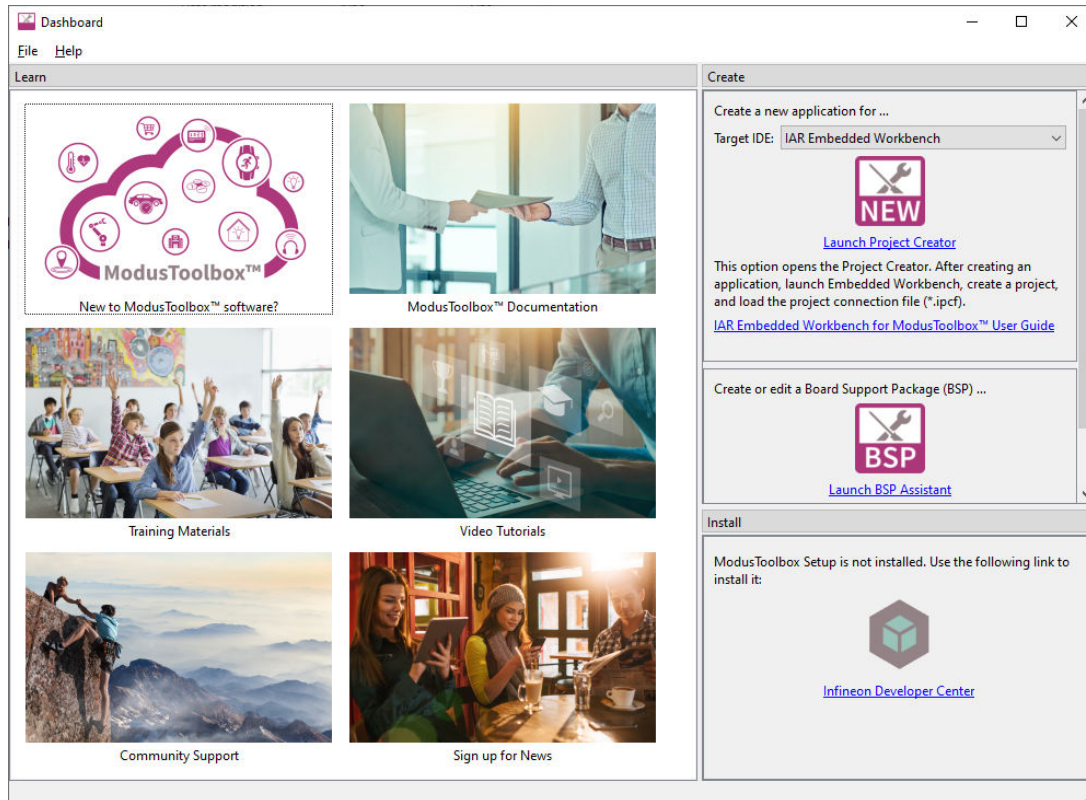 Dashboard
File Help
Learn
ModusToolbox™
New to ModusToolbox™ software?
ModusToolbox™ Documentation
Training Materials
Video Tutorials
Community Support
Sign up for News
Create
Create a new application for ...
Target IDE: IAR Embedded Workbench
NEW
Launch Project Creator
This option opens the Project Creator. After creating an
application, launch Embedded Workbench, create a project,
and load the project connection file (*.ipcf).
IAR Embedded Workbench for ModusToolbox™ User Guide
Create or edit a Board Support Package (BSP) ...
BSP
Launch BSP Assistant
Install
ModusToolbox Setup is not installed. Use the following link to
install it:
Infineon Developer Center